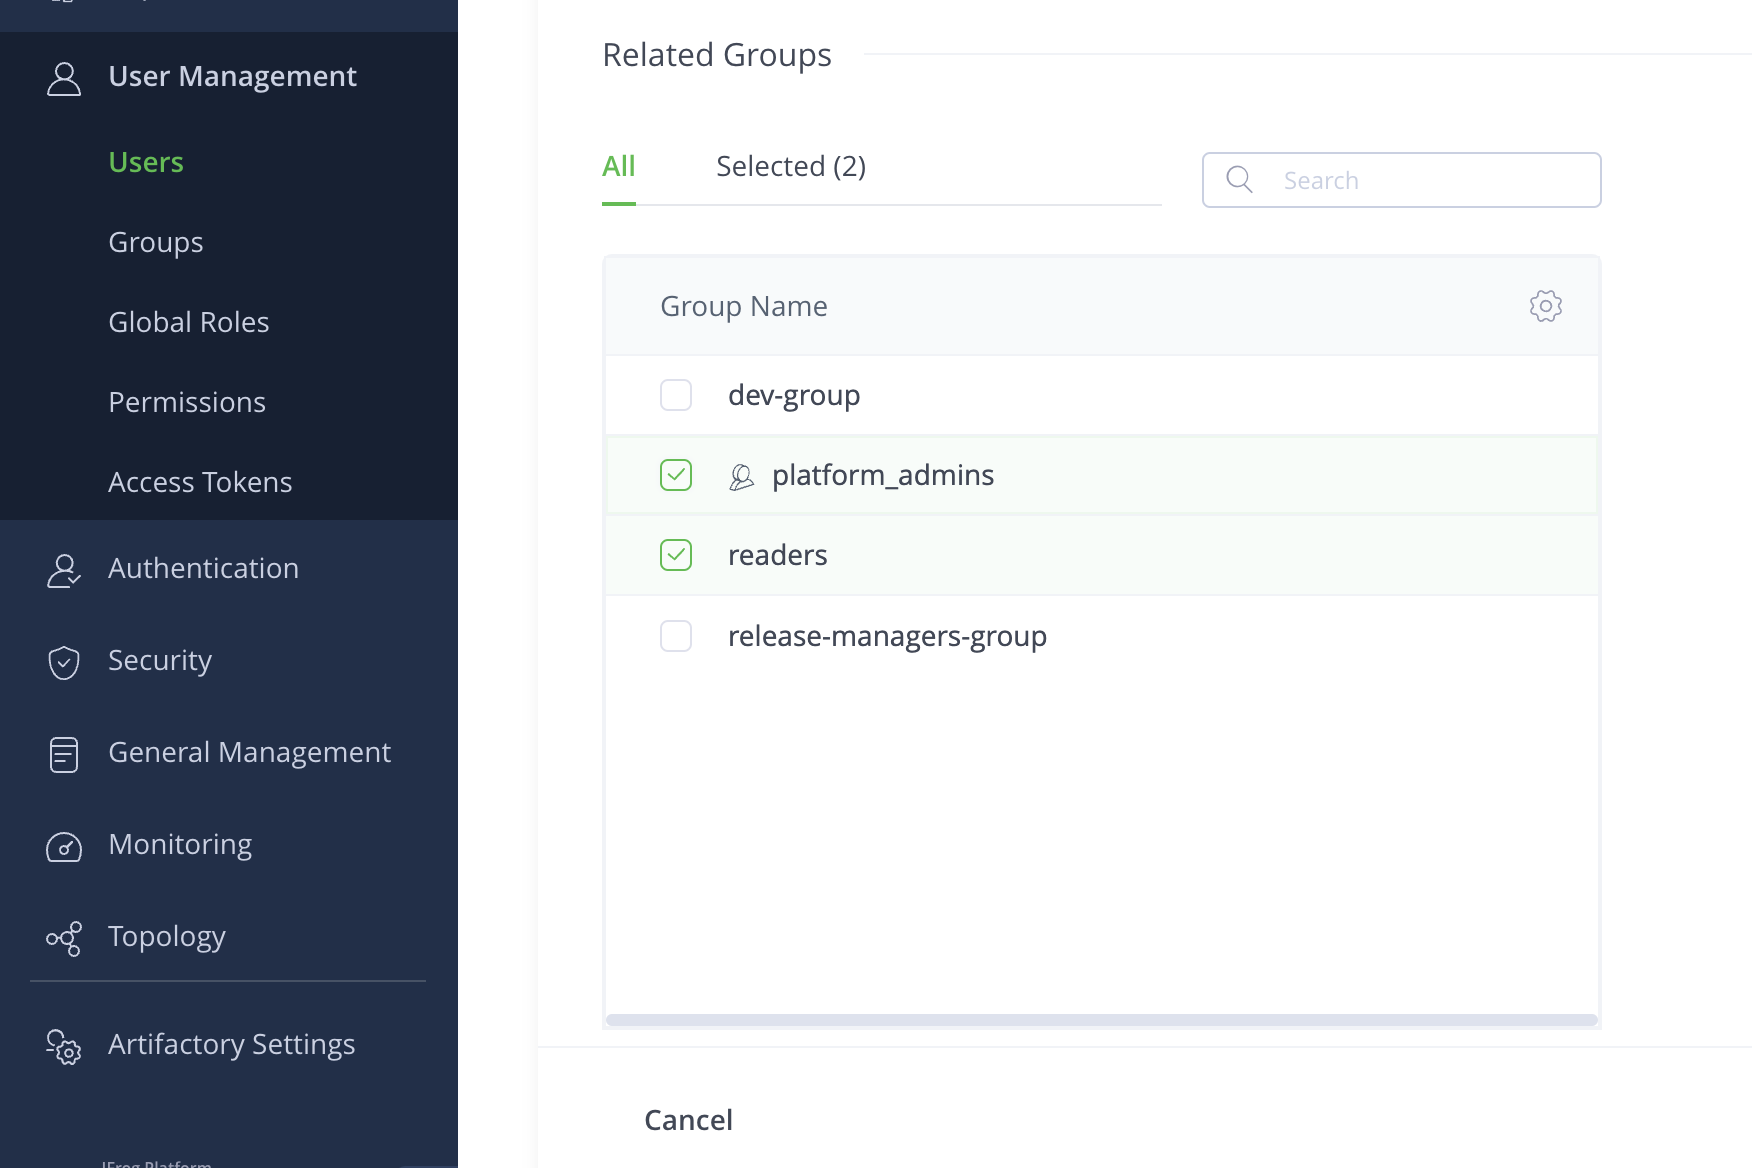 User Management
Users
Groups
Global Roles
Permissions
Access Tokens
Authentication
Security
General Management
Monitoring
Topology
Artifactory Settings
JFrog Platform
Related Groups
All
Selected (2)
Search
Group Name
dev-group
platform_admins
readers
release-managers-group
Cancel